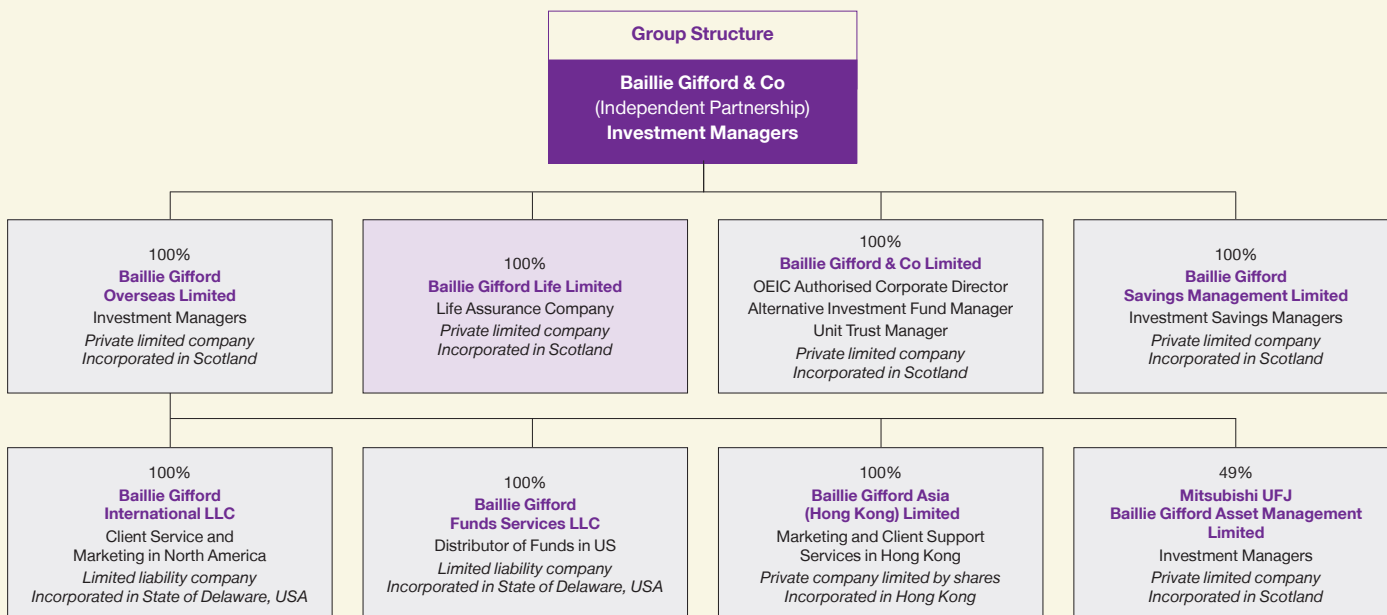 Group Structure
Baillie Gifford & Co
(Independent Partnership)
Investment Managers
100%
Baillie Gifford
Overseas Limited
Investment Managers
Private limited company
Incorporated in Scotland
100%
Baillie Gifford Life Limited
Life Assurance Company
Private limited company
Incorporated in Scotland
100%
Baillie Gifford & Co Limited
OEIC Authorised Corporate Director
Alternative Investment Fund Manager
Unit Trust Manager
Private limited company
Incorporated in Scotland
100%
Baillie Gifford
Savings Management Limited
Investment Savings Managers
Private limited company
Incorporated in Scotland
100%
Baillie Gifford
International LLC
Client Service and
Marketing in North America
Limited liability company
Incorporated in State of Delaware, USA
100%
Baillie Gifford
Funds Services LLC
Distributor of Funds in US
Limited liability company
Incorporated in State of Delaware, USA
100%
Baillie Gifford Asia
(Hong Kong) Limited
Marketing and Client Support
Services in Hong Kong
Private company limited by shares
Incorporated in Hong Kong
49%
Mitsubishi UFJ
Baillie Gifford Asset Management
Limited
Investment Managers
Private limited company
Incorporated in Scotland